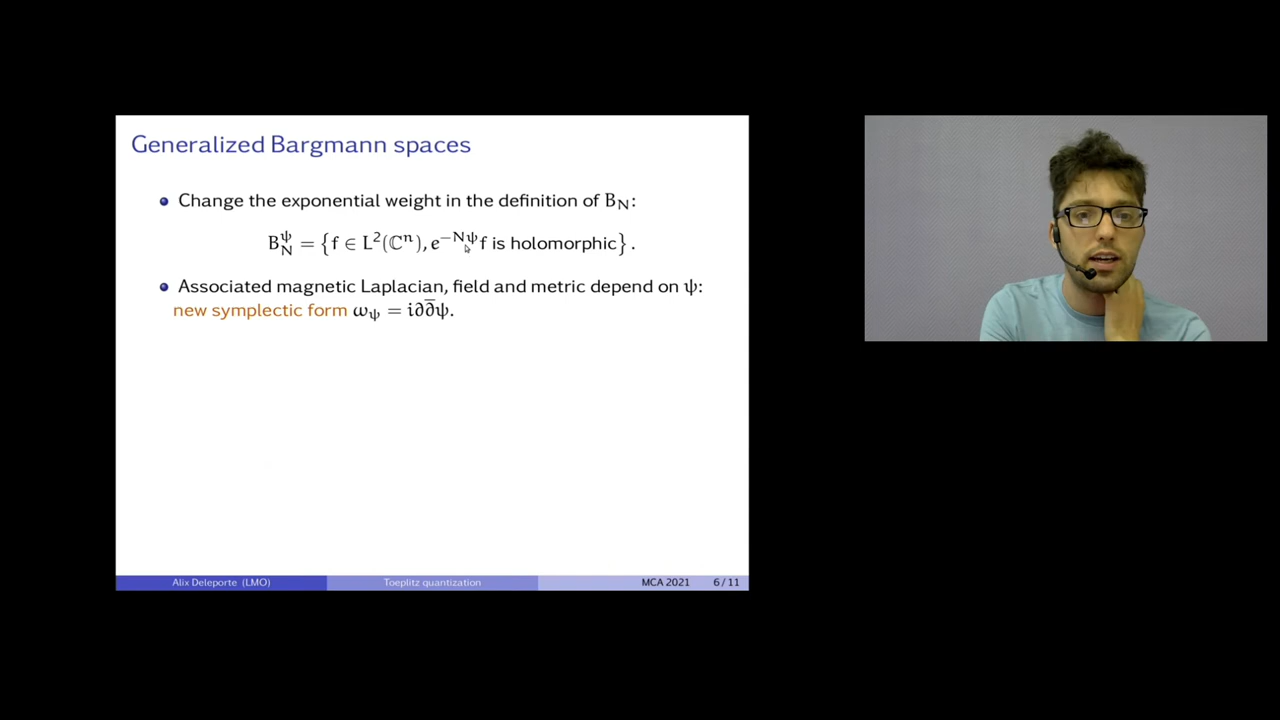 Generalized Bargmann spaces
Change the exponential weight in the definition of B_N:
B_N^ψ = {f ∈ L²(ℂⁿ), e^{−Nψ}f is holomorphic}.
Associated magnetic Laplacian, field and metric depend on ψ:
new symplectic form ω_ψ = i∂∂̅ψ.
Alix Deleporte (LMO) Toeplitz quantization MCA 2021 6 / 11